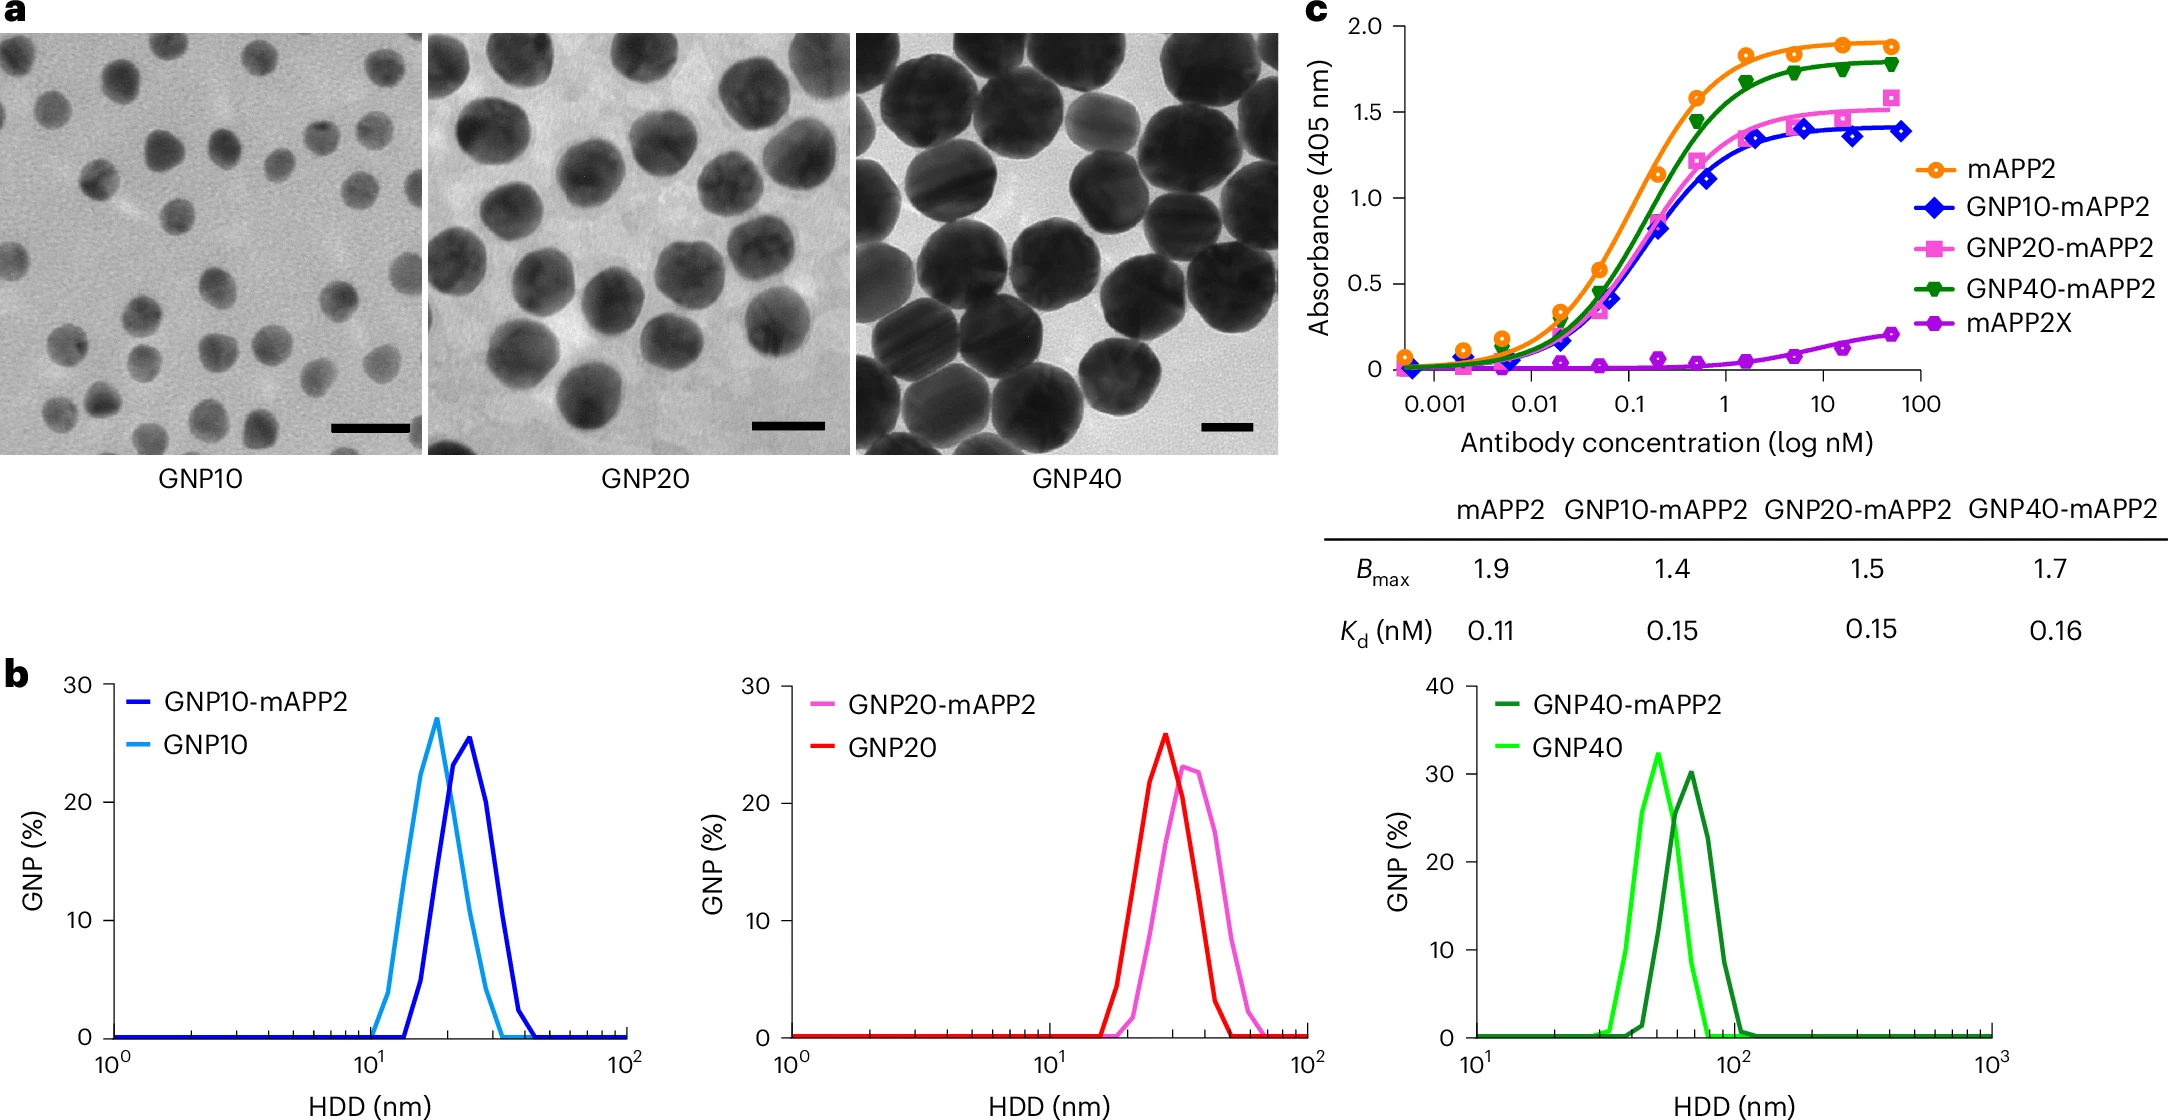 a
GNP10
GNP20
GNP40
c
2.0
1.5
1.0
0.5
0
Absorbance (405 nm)
0.001 0.01 0.1 1 10 100
Antibody concentration (log nM)
mAPP2
GNP10-mAPP2
GNP20-mAPP2
GNP40-mAPP2
mAPP2X
mAPP2 GNP10-mAPP2 GNP20-mAPP2 GNP40-mAPP2
Bmax 1.9 1.4 1.5 1.7
Kd (nM) 0.11 0.15 0.15 0.16
b
30
20
10
0
GNP (%)
GNP10-mAPP2
GNP10
10⁰ 10¹ 10²
HDD (nm)
30
20
10
0
GNP (%)
GNP20-mAPP2
GNP20
10⁰ 10¹ 10²
HDD (nm)
40
30
20
10
0
GNP (%)
GNP40-mAPP2
GNP40
10¹ 10² 10³
HDD (nm)